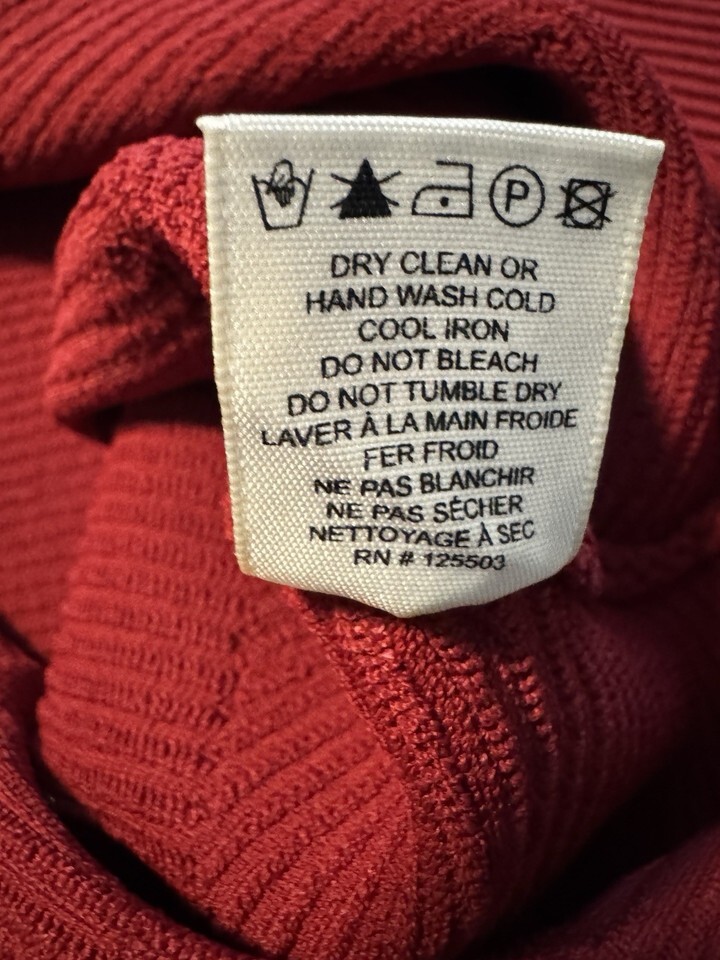 P
DRY CLEAN OR
HAND WASH COLD
COOL IRON
DO NOT BLEACH
DO NOT TUMBLE DRY
LAVER À LA MAIN FROIDE
FER FROID
NE PAS BLANCHIR
NE PAS SÉCHER
NETTOYAGE À SEC
RN # 125503